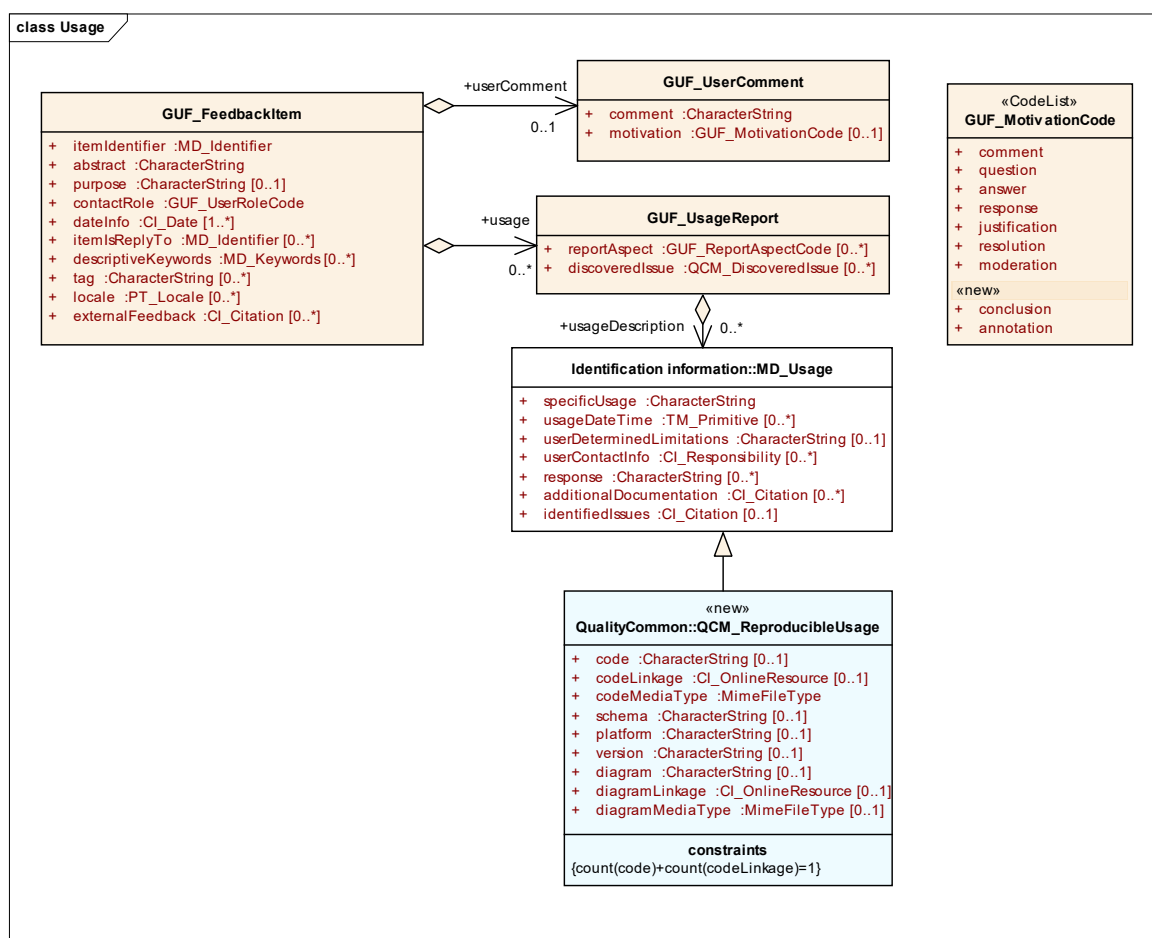 class Usage
GUF_FeedbackItem
+ itemIdentifier :MD_Identifier
+ abstract :CharacterString
+ purpose :CharacterString [0..1]
+ contactRole :GUF_UserRoleCode
+ dateInfo :CI_Date [1..*]
+ itemIsReplyTo :MD_Identifier [0..*]
+ descriptiveKeywords :MD_Keywords[0..*]
+ tag :CharacterString [0..*]
+ locale :PT_Locale [0..*]
+ externalFeedback :CI_Citation [0..*]
+userComment
0..1
GUF_UserComment
+ comment :CharacterString
+ motivation :GUF_MotivationCode [0..1]
+usage
0..*
GUF_UsageReport
+ reportAspect :GUF_ReportAspectCode [0..*]
+ discoveredIssue :QCM_DiscoveredIssue [0..*]
+usageDescription
0..*
Identification information::MD_Usage
+ specificUsage :CharacterString
+ usageDateTime :TM_Primitive [0..*]
+ userDeterminedLimitations :CharacterString [0..1]
+ userContactInfo :CI_Responsibility [0..*]
+ response :CharacterString [0..*]
+ additionalDocumentation :CI_Citation [0..*]
+ identifiedIssues :CI_Citation [0..1]
«new»
QualityCommon::QCM_ReproducibleUsage
+ code :CharacterString [0..1]
+ codeLinkage :CI_OnlineResource [0..1]
+ codeMediaType :MimeFileType
+ schema :CharacterString [0..1]
+ platform :CharacterString [0..1]
+ version :CharacterString [0..1]
+ diagram :CharacterString [0..1]
+ diagramLinkage :CI_OnlineResource [0..1]
+ diagramMediaType :MimeFileType [0..1]
constraints
{count(code)+count(codeLinkage)=1}
«CodeList»
GUF_MotivationCode
+ comment
+ question
+ answer
+ response
+ justification
+ resolution
+ moderation
«new»
+ conclusion
+ annotation